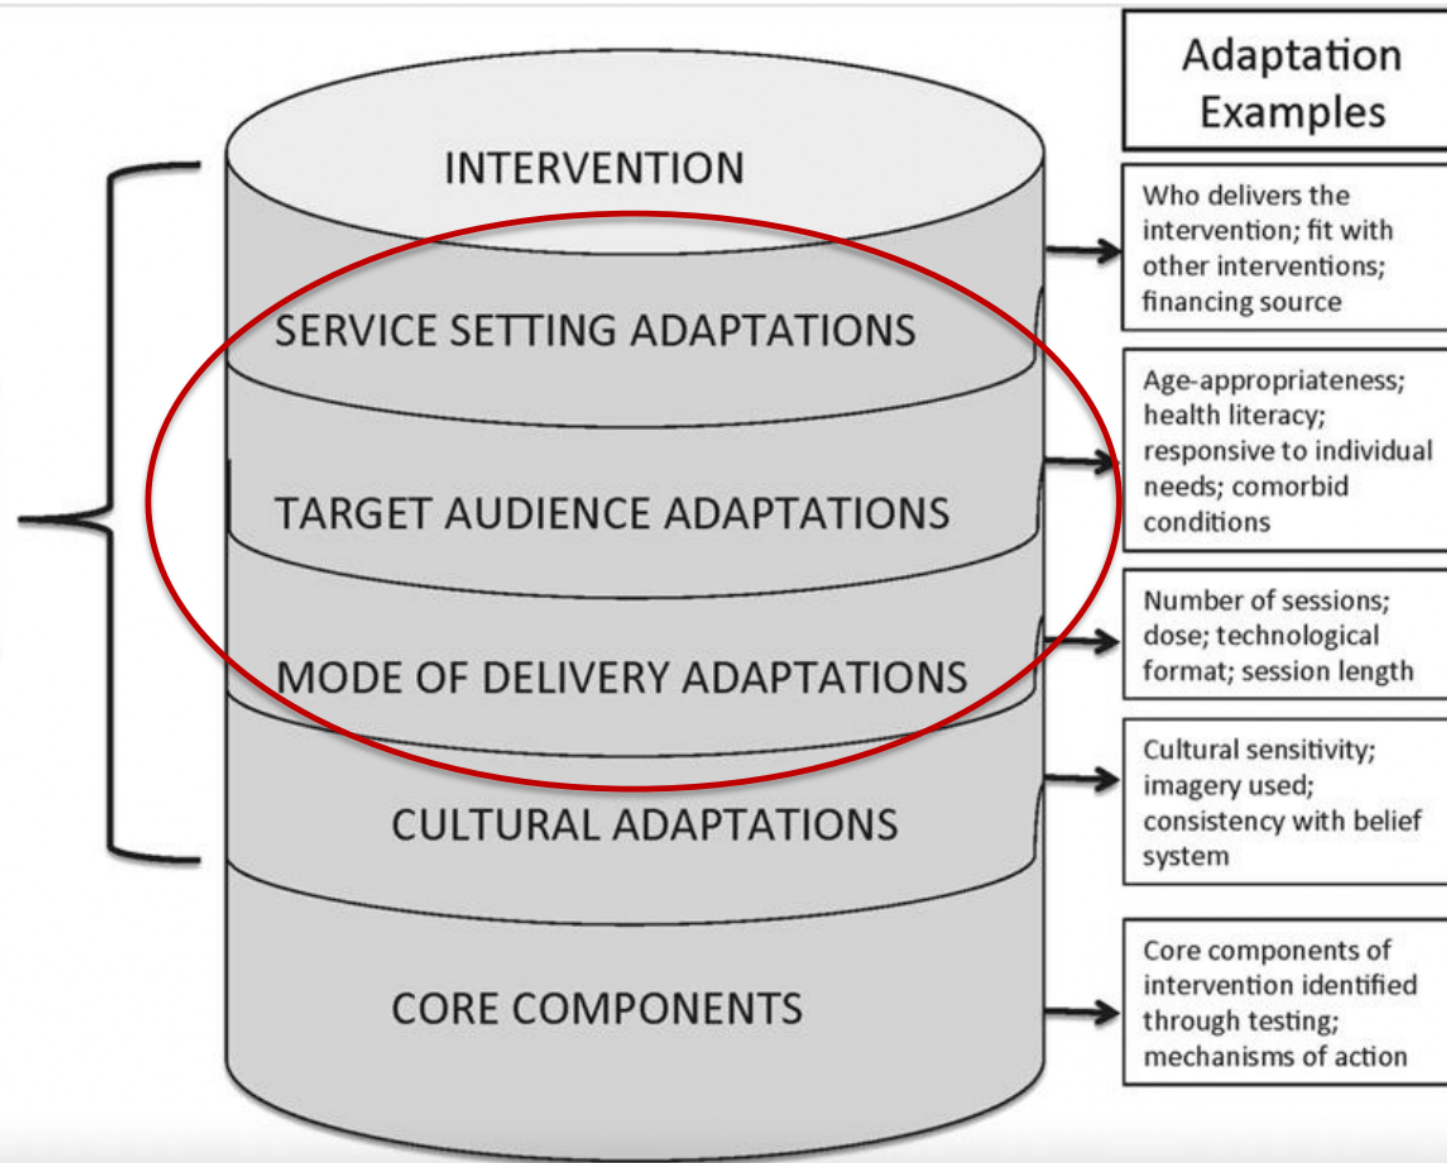 INTERVENTION
SERVICE SETTING ADAPTATIONS
TARGET AUDIENCE ADAPTATIONS
MODE OF DELIVERY ADAPTATIONS
CULTURAL ADAPTATIONS
CORE COMPONENTS
Adaptation
Examples
Who delivers the
intervention; fit with
other interventions;
financing source
Age-appropriateness;
health literacy;
responsive to individual
needs; comorbid
conditions
Number of sessions;
dose; technological
format; session length
Cultural sensitivity;
imagery used;
consistency with belief
system
Core components of
intervention identified
through testing;
mechanisms of action